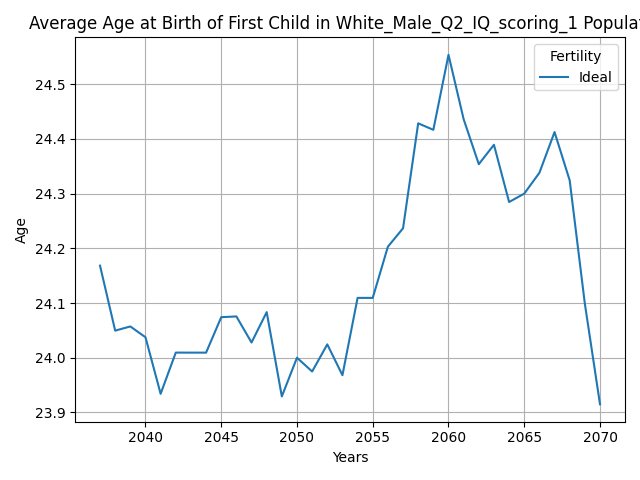 Average Age at Birth of First Child in White_Male_Q2_IQ_scoring_1 Populat
Fertility
Ideal
Age
24.5
24.4
24.3
24.2
24.1
24.0
23.9
2040 2045 2050 2055 2060 2065 2070
Years